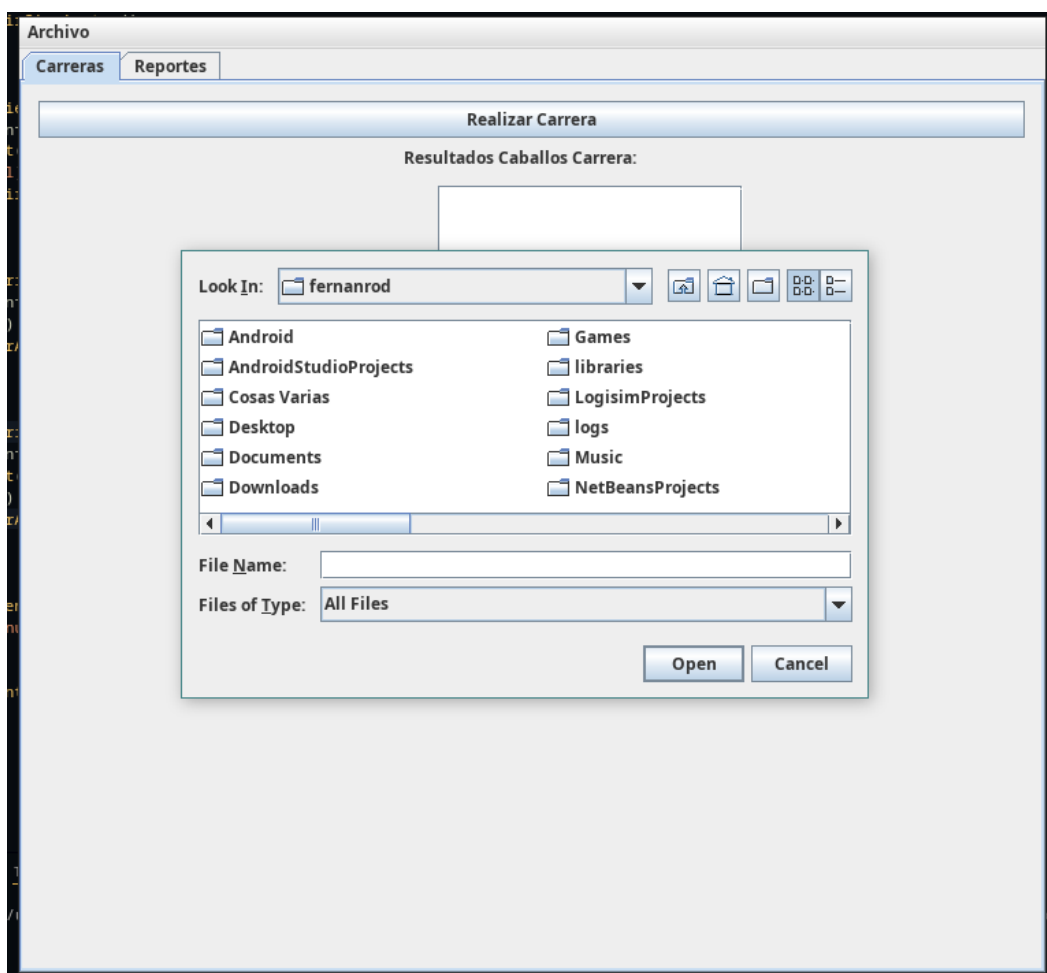 Archivo
Carreras Reportes
Realizar Carrera
Resultados Caballos Carrera:
Look In: fernanrod
Android Games
AndroidStudioProjects libraries
Cosas Varias LogisimProjects
Desktop logs
Documents Music
Downloads NetBeansProjects
File Name:
Files of Type: All Files
Open Cancel